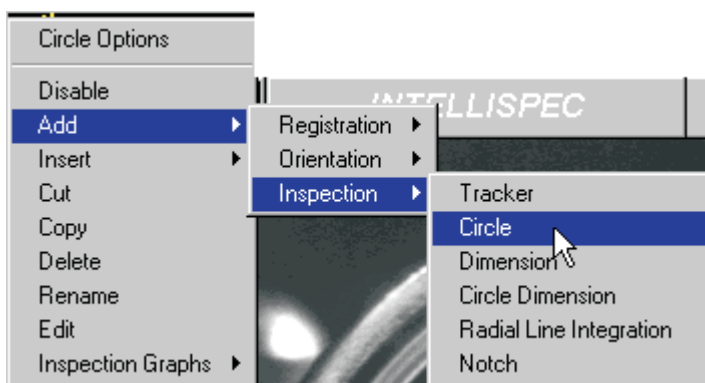 Circle Options
Disable
Add
Insert
Cut
Copy
Delete
Rename
Edit
Inspection Graphs
INTELLISPEC
Registration
Orientation
Inspection
Tracker
Circle
Dimension
Circle Dimension
Radial Line Integration
Notch